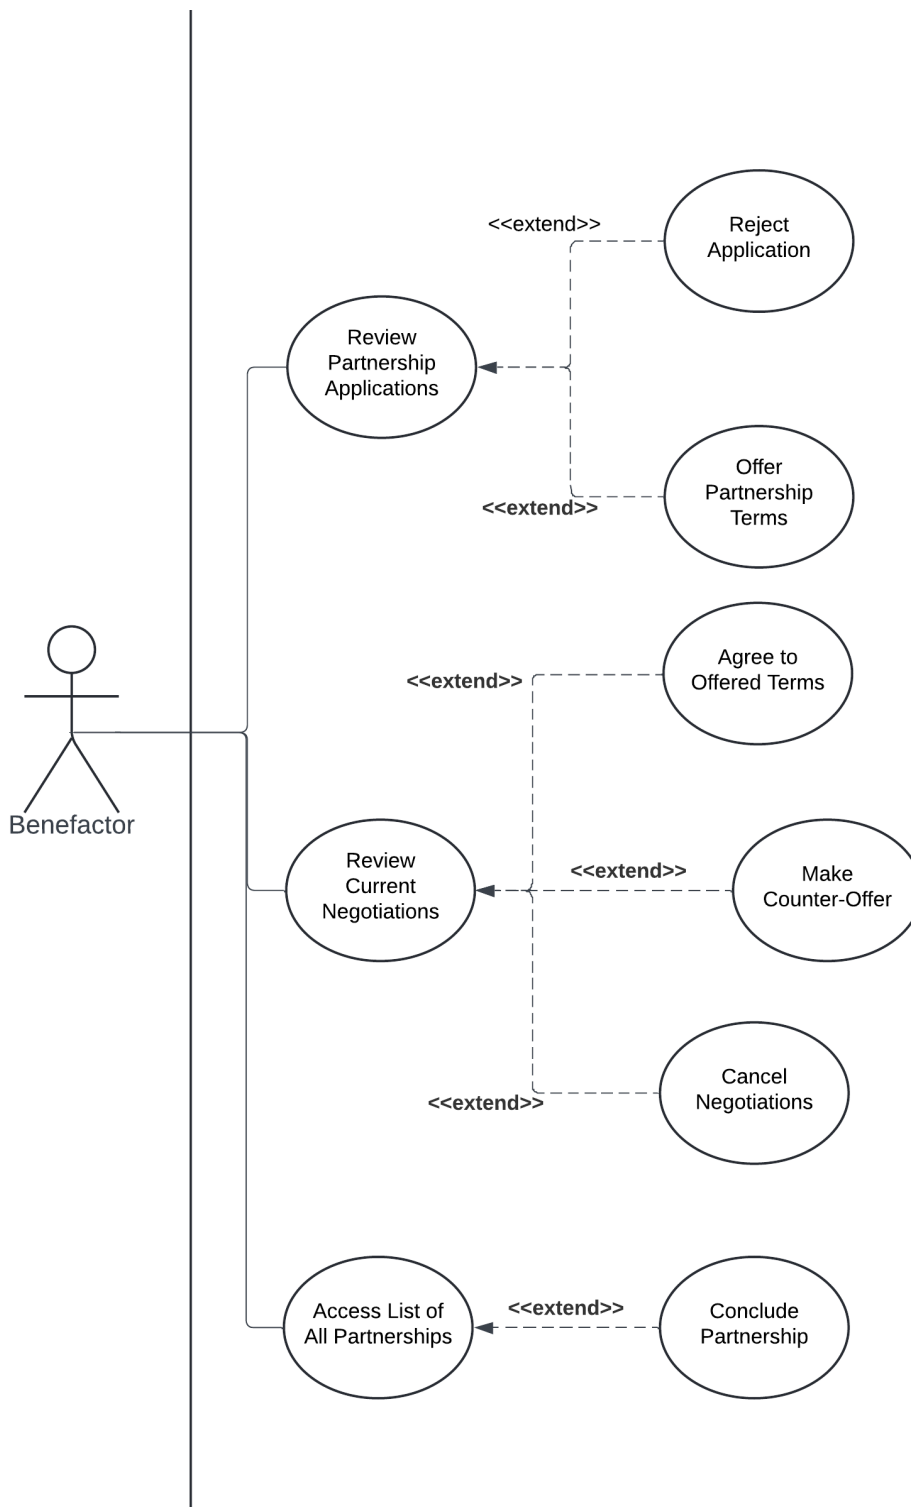 <<extend>>
Reject
Application
Review
Partnership
Applications
Offer
Partnership
Terms
<<extend>>
Agree to
Offered Terms
<<extend>>
Benefactor
Review
Current
Negotiations
<<extend>>
Make
Counter-Offer
Cancel
Negotiations
<<extend>>
Access List of
All Partnerships
<<extend>>
Conclude
Partnership